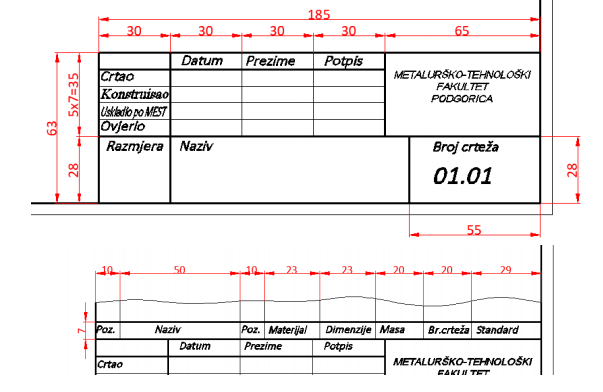 185
30 30 30 30 65
Datum Prezime Potpis
METALURŠKO-TEHNOLOŠKI
FAKULTET
PODGORICA
Crtao
Konstruisao
Uskladio po MEST
Ovjerio
5x7=35
63
28
Razmjera Naziv Broj crteža
01.01
28
55
10 50 10 23 23 20 20 29
7
Poz. Naziv Poz. Materijal Dimenzije Masa Br.crteža Standard
Datum Prezime Potpis
Crtao
METALURŠKO-TEHNOLOŠKI
FAKULTET